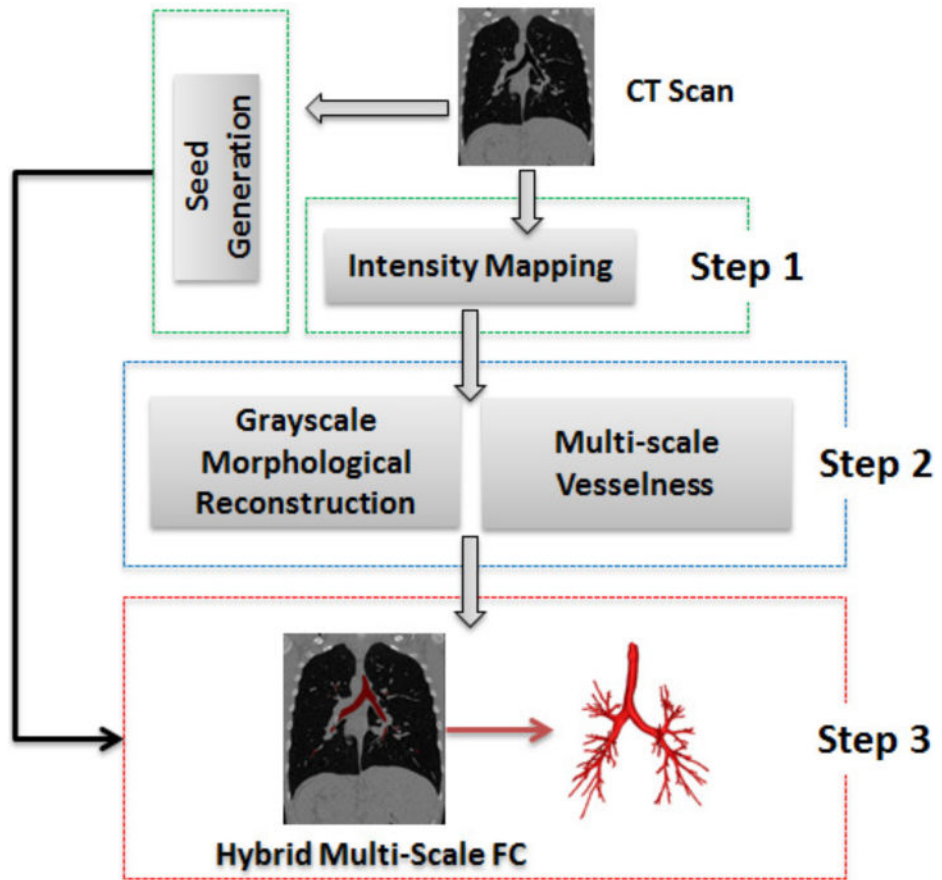 CT Scan
Seed
Generation
Intensity Mapping
Step 1
Grayscale
Morphological
Reconstruction
Multi-scale
Vesselness
Step 2
Step 3
Hybrid Multi-Scale FC